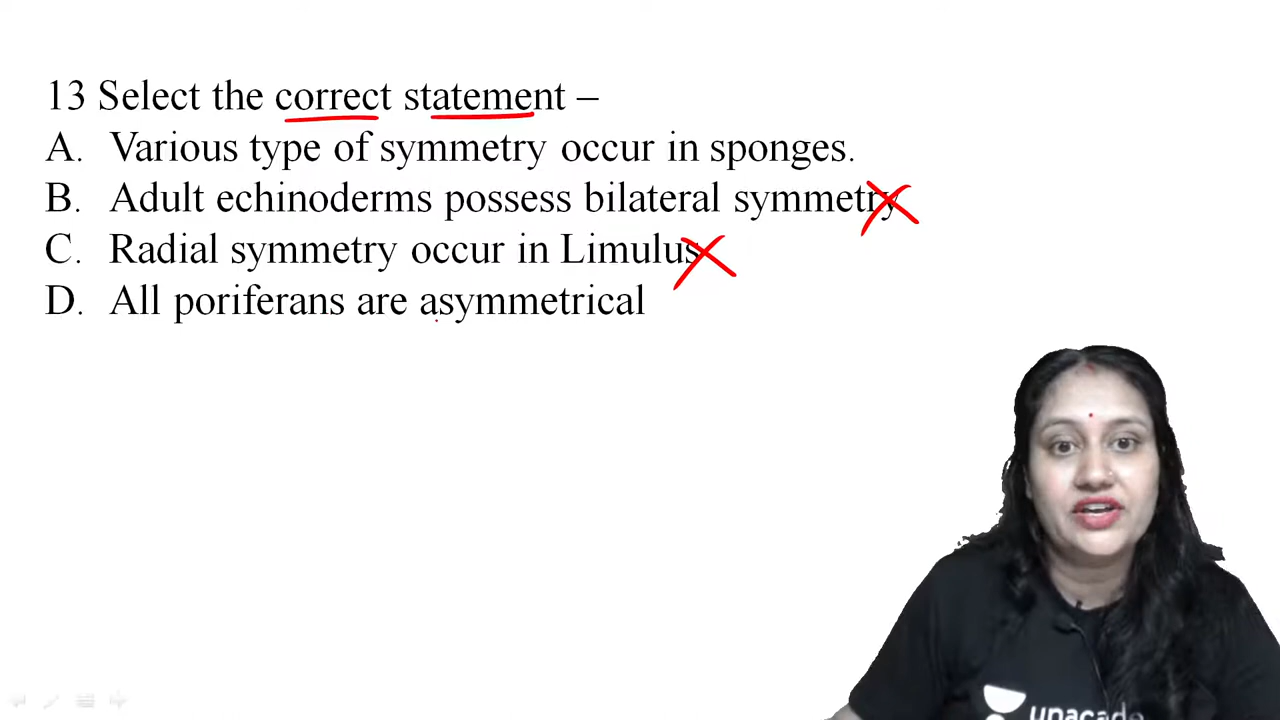 13 Select the correct statement –
A. Various type of symmetry occur in sponges.
B. Adult echinoderms possess bilateral symmetry
C. Radial symmetry occur in Limulus
D. All poriferans are asymmetrical
unacade